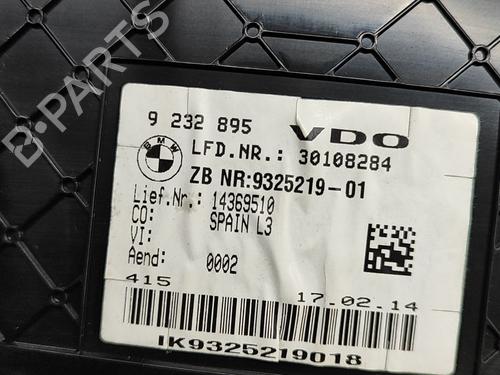 9 232 895 VDO
BMW
LFD.NR.: 30108284
ZB NR:9325219-01
Lief.Nr.: 14369510
CO: SPAIN L3
VI:
Aend: 0002
415 17.02.14
IK9325219018